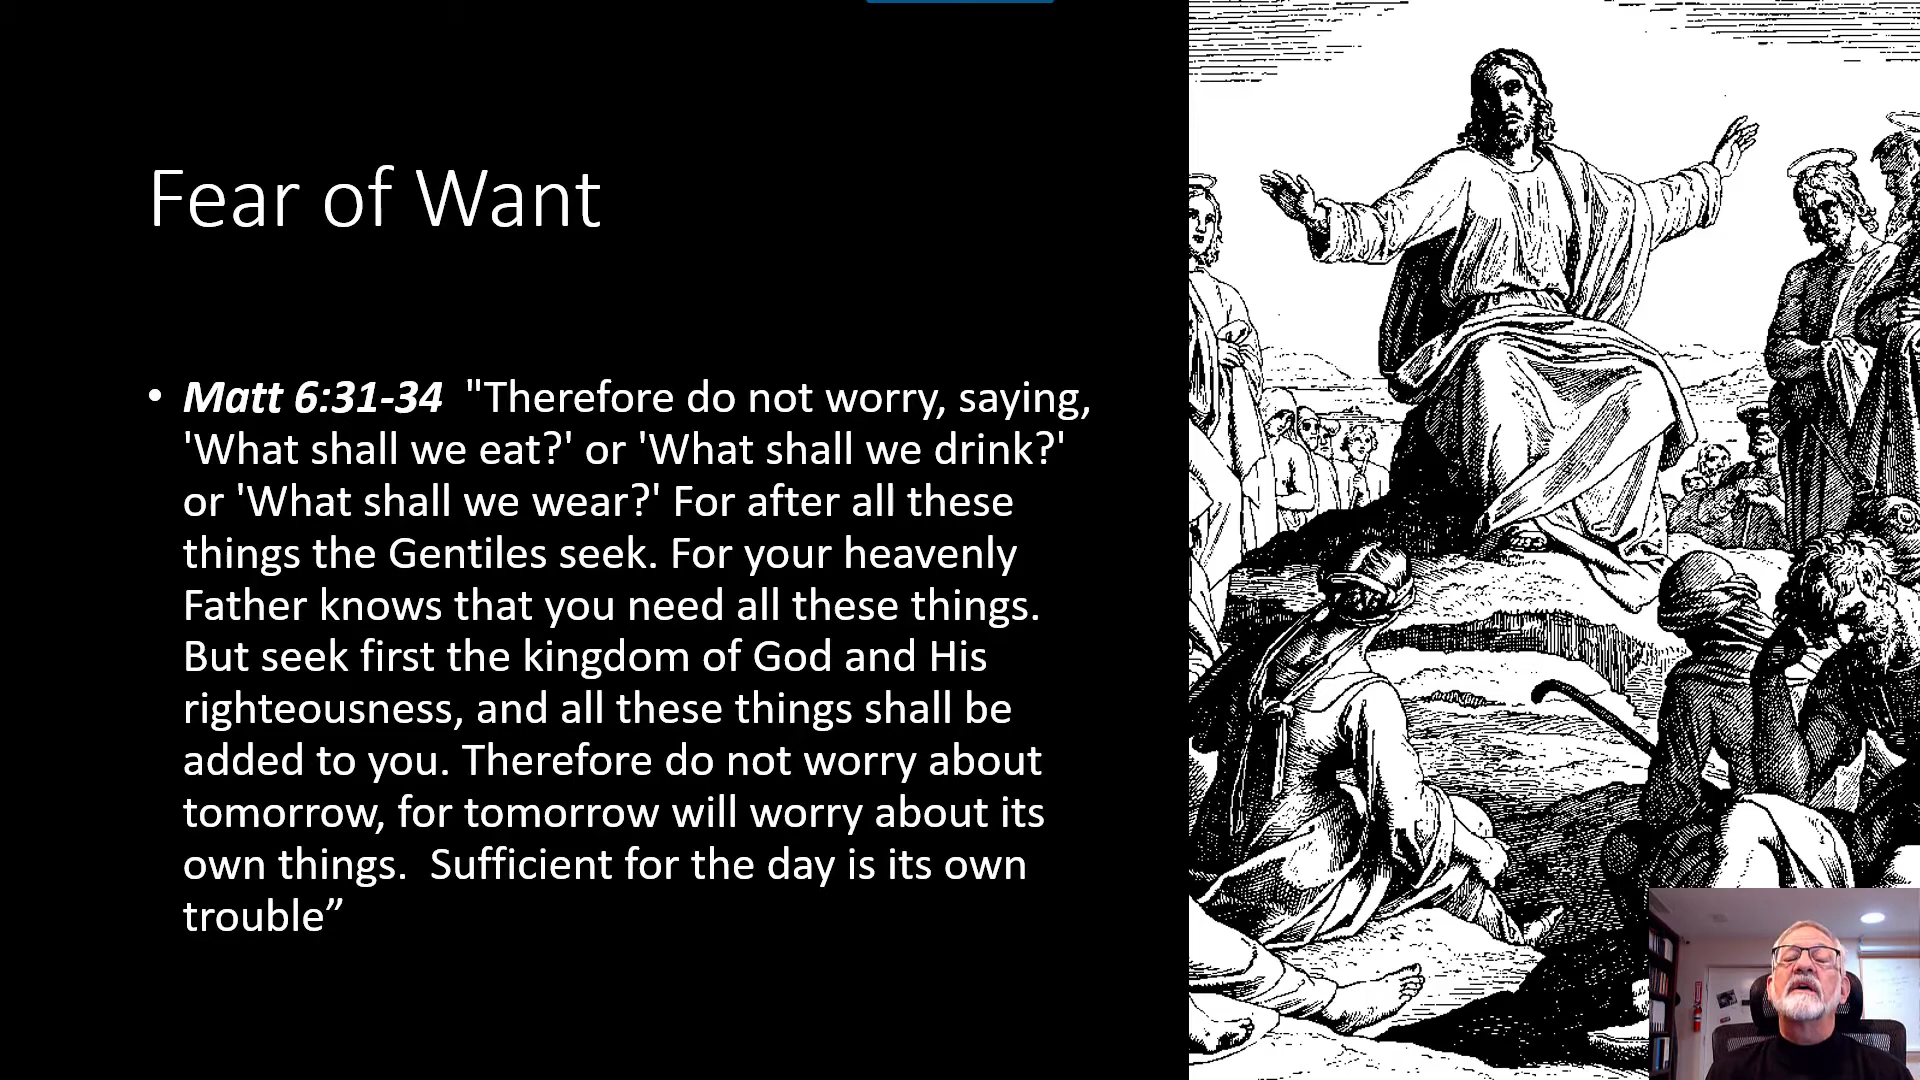 Fear of Want
• Matt 6:31-34  "Therefore do not worry, saying,
'What shall we eat?' or 'What shall we drink?'
or 'What shall we wear?' For after all these
things the Gentiles seek. For your heavenly
Father knows that you need all these things.
But seek first the kingdom of God and His
righteousness, and all these things shall be
added to you. Therefore do not worry about
tomorrow, for tomorrow will worry about its
own things.  Sufficient for the day is its own
trouble”